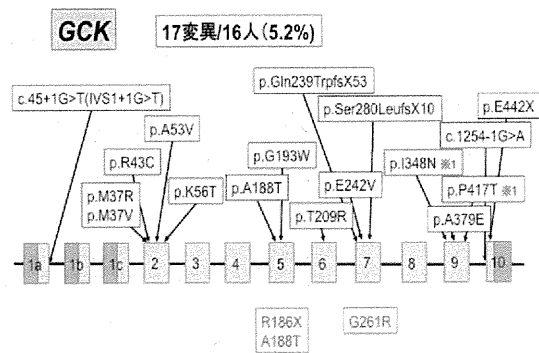 GCK
17変異/16人(5.2%)
c.45+1G>T(IVS1+1G>T)
p.Gln239TrpfsX53
p.Ser280LeufsX10
p.E442X
c.1254-1G>A
p.A53V
p.R43C
p.G193W
p.I348N ※1
p.M37R
p.M37V
p.K56T
p.A188T
p.E242V
p.P417T ※1
p.T209R
p.A379E
1a 1b 1c 2 3 4 5 6 7 8 9 10
R186X
A188T
G261R